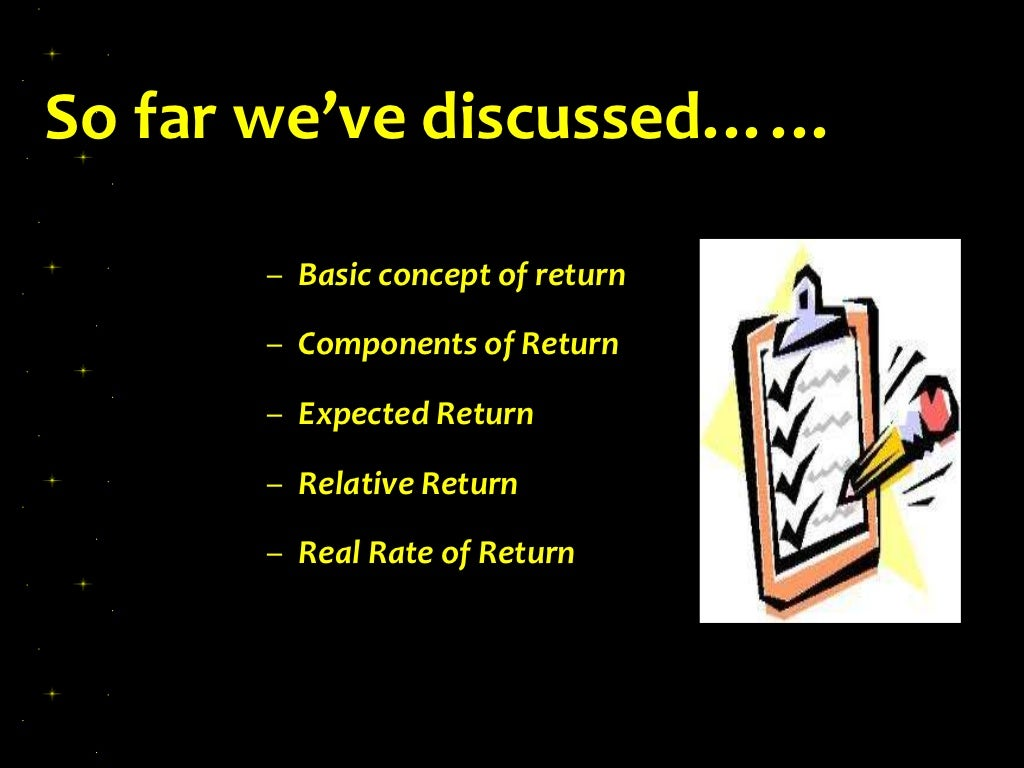 So far we’ve discussed……
– Basic concept of return
– Components of Return
– Expected Return
– Relative Return
– Real Rate of Return